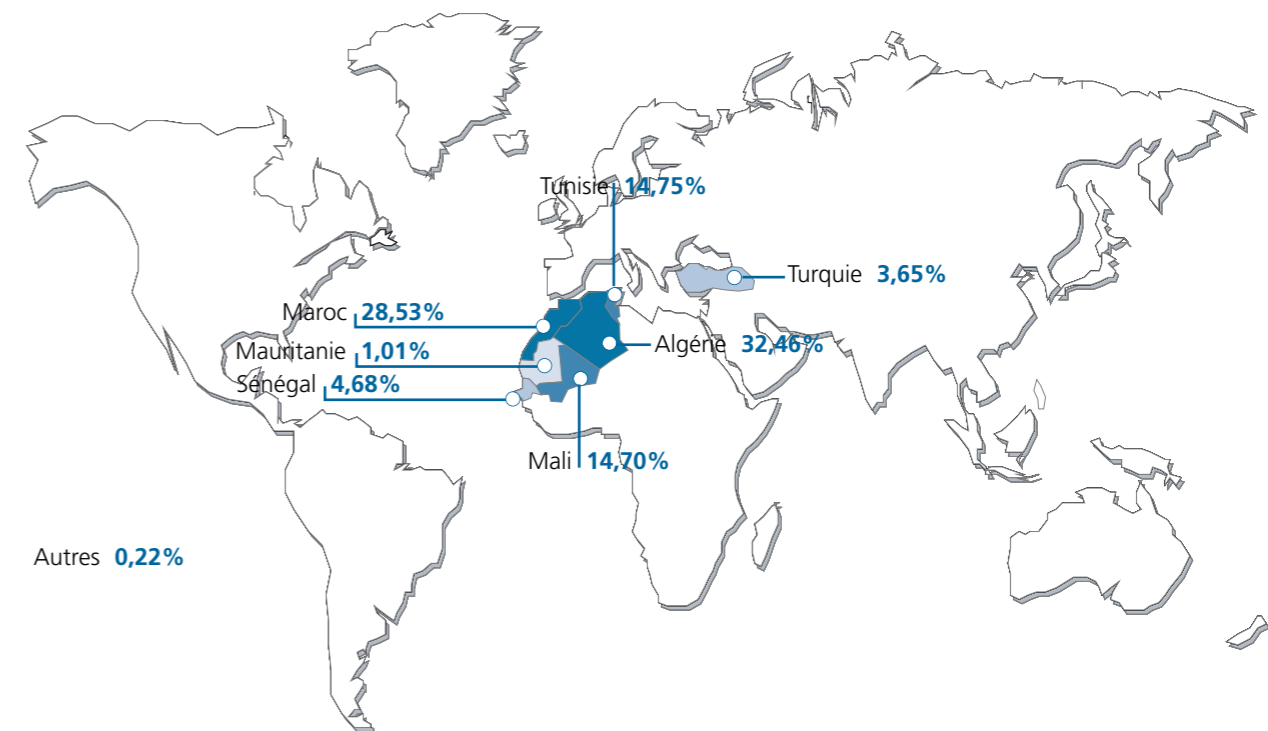 Tunisie 14,75%
Turquie 3,65%
Maroc 28,53%
Algérie 32,46%
Mauritanie 1,01%
Sénégal 4,68%
Mali 14,70%
Autres 0,22%